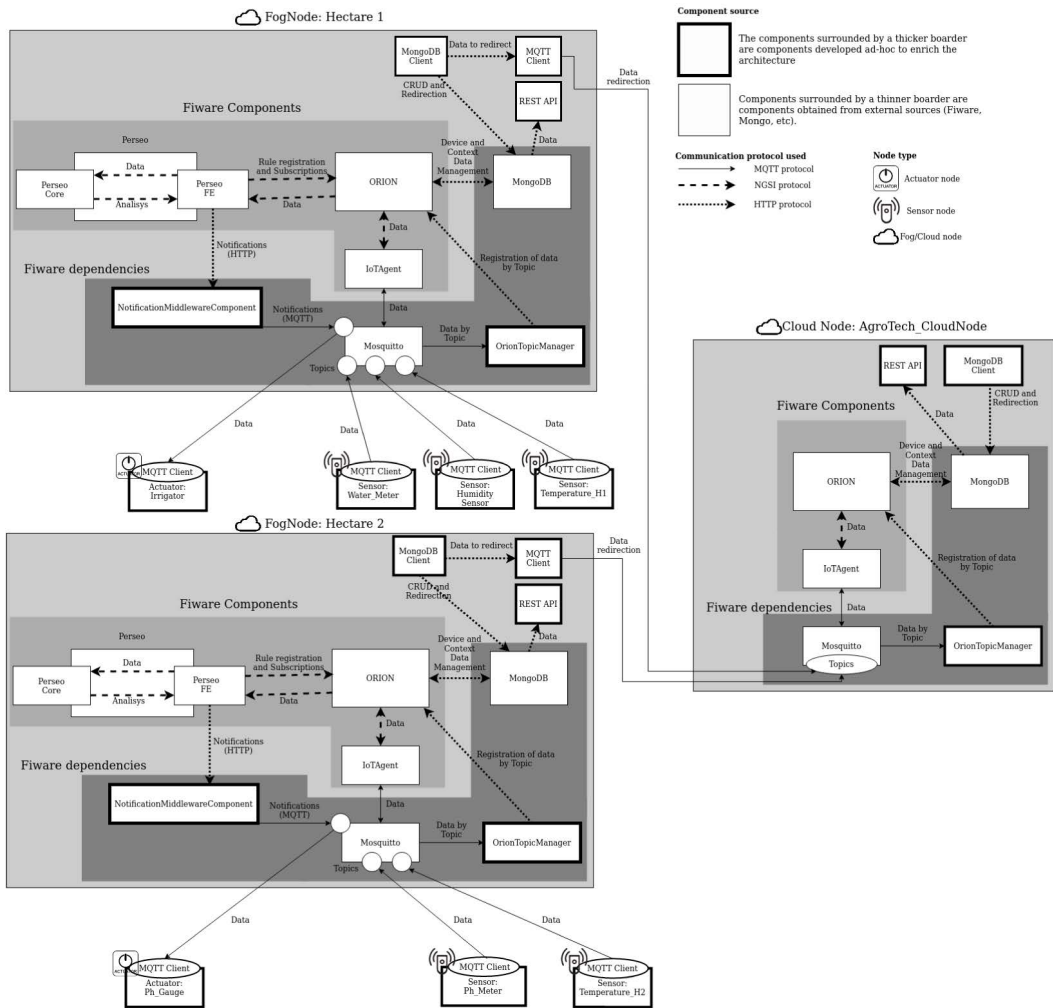 FogNode: Hectare 1
MongoDB
Client
Data to redirect
MQTT
Client
Data
redirection
CRUD and
Redirection
REST API
Data
Fiware Components
Perseo
Perseo
Core
Data
Analisys
Perseo
FE
Rule registration
and Subscriptions
Data
ORION
Device and
Context
Data
Management
MongoDB
Data
Notifications
(HTTP)
IoTAgent
Registration of data
by Topic
Fiware dependencies
NotificationMiddlewareComponent
Notifications
(MQTT)
Data
Mosquitto
Topics
Data by
Topic
OrionTopicManager
Data
Data
Data
Data
ACTUATOR
MQTT Client
Actuator:
Irrigator
MQTT Client
Sensor:
Water_Meter
MQTT Client
Sensor:
Humidity
Sensor
MQTT Client
Sensor:
Temperature_H1
FogNode: Hectare 2
MongoDB
Client
Data to redirect
MQTT
Client
Data
redirection
CRUD and
Redirection
REST API
Data
Fiware Components
Perseo
Perseo
Core
Data
Analisys
Perseo
FE
Rule registration
and Subscriptions
Data
ORION
Device and
Context
Data
Management
MongoDB
Data
Notifications
(HTTP)
IoTAgent
Registration of data
by Topic
Fiware dependencies
NotificationMiddlewareComponent
Notifications
(MQTT)
Data
Mosquitto
Topics
Data by
Topic
OrionTopicManager
Data
Data
Data
ACTUATOR
MQTT Client
Actuator:
Ph_Gauge
MQTT Client
Sensor:
Ph_Meter
MQTT Client
Sensor:
Temperature_H2
Component source
The components surrounded by a thicker boarder
are components developed ad-hoc to enrich the
architecture
Components surrounded by a thinner boarder are
components obtained from external sources (Fiware,
Mongo, etc).
Communication protocol used
MQTT protocol
NGSI protocol
HTTP protocol
Node type
ACTUATOR
Actuator node
Sensor node
Fog/Cloud node
Cloud Node: AgroTech_CloudNode
REST API
MongoDB
Client
CRUD and
Redirection
Data
Fiware Components
Device and
Context
Data
Management
ORION
MongoDB
Data
IoTAgent
Registration of data
by Topic
Fiware dependencies
Data
Mosquitto
Topics
Data by
Topic
OrionTopicManager